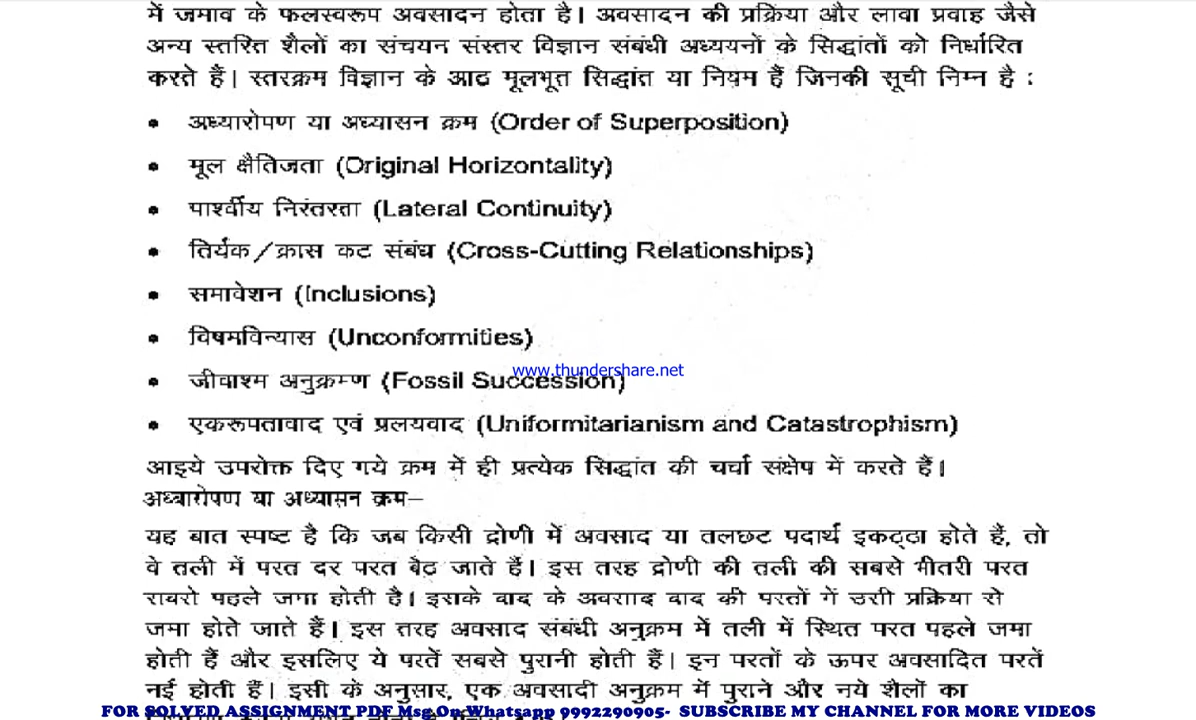 में जमाव के फलस्वरूप अवसादन होता है। अवसादन की प्रक्रिया और लावा प्रवाह जैसे
अन्य स्तरित शैलों का संचयन संस्तर विज्ञान संबंधी अध्ययनों के सिद्धांतों को निर्धारित
करते हैं। स्तरक्रम विज्ञान के आठ मूलभूत सिद्धांत या नियम हैं जिनकी सूची निम्न है :
• अध्यारोपण या अध्यासन क्रम (Order of Superposition)
• मूल क्षैतिजता (Original Horizontality)
• पार्श्वीय निरंतरता (Lateral Continuity)
• तिर्यक/क्रास कट संबंध (Cross-Cutting Relationships)
• समावेशन (Inclusions)
• विषमविन्यास (Unconformities)
www.thundershare.net
• जीवाश्म अनुक्रम्ण (Fossil Succession)
• एकरूपतावाद एवं प्रलयवाद (Uniformitarianism and Catastrophism)
आइये उपरोक्त दिए गये क्रम में ही प्रत्येक सिद्धांत की चर्चा संक्षेप में करते हैं।
अध्यारोपण या अध्यासन क्रम–
यह बात स्पष्ट है कि जब किसी द्रोणी में अवसाद या तलछट पदार्थ इकट्ठा होते हैं, तो
वे तली में परत दर परत बैठ जाते हैं। इस तरह द्रोणी की तली की सबसे भीतरी परत
सबसे पहले जमा होती है। इसके बाद के अवसाद बाद की परतों में उसी प्रक्रिया से
जमा होते जाते हैं। इस तरह अवसाद संबंधी अनुक्रम में तली में स्थित परत पहले जमा
होती हैं और इसलिए ये परतें सबसे पुरानी होती हैं। इन परतों के ऊपर अवसादित परतें
नई होती हैं। इसी के अनुसार, एक अवसादी अनुक्रम में पुराने और नये शैलों का
FOR SOLVED ASSIGNMENT PDF Msg On Whatsapp 9992290905- SUBSCRIBE MY CHANNEL FOR MORE VIDEOS